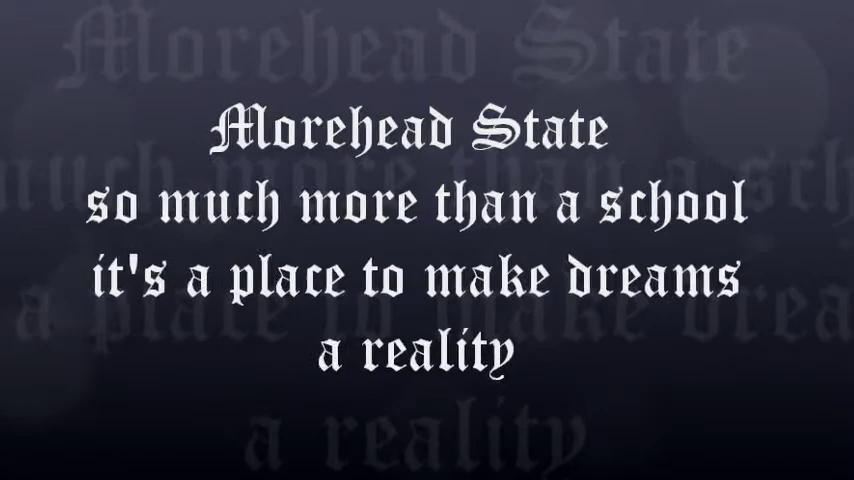 Morehead State
so much more than a school
it's a place to make dreams
a reality